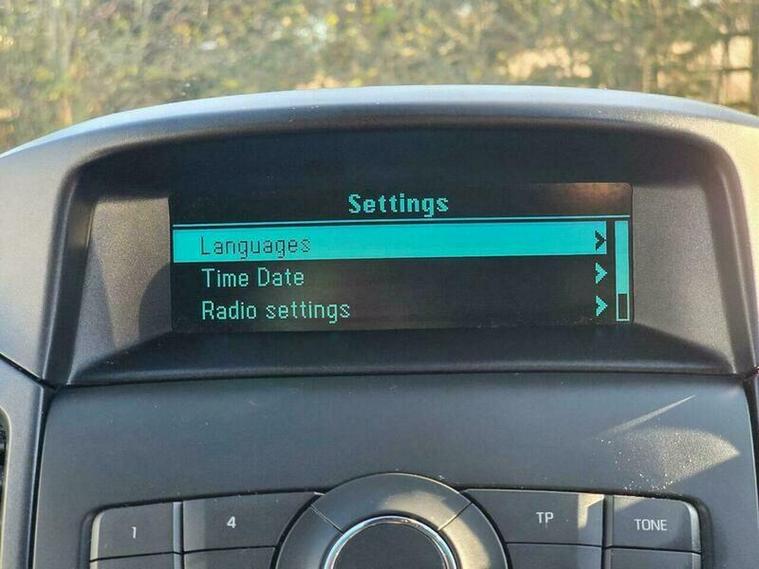 Settings
Languages
Time Date
Radio settings
1
4
TP
TONE